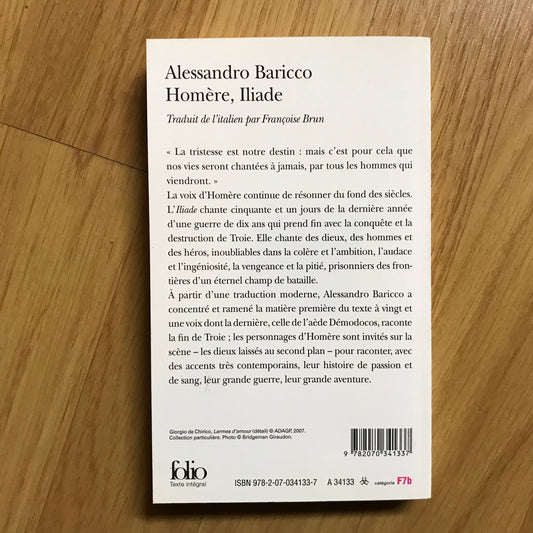 Alessandro Baricco
Homère, Iliade
Traduit de l'italien par Françoise Brun
« La tristesse est notre destin : mais c'est pour cela que
nos vies seront chantées à jamais, par tous les hommes qui
viendront. »
La voix d'Homère continue de résonner du fond des siècles.
L'Iliade chante cinquante et un jours de la dernière année
d'une guerre de dix ans qui prend fin avec la conquête et la
destruction de Troie. Elle chante des dieux, des hommes et
des héros, inoubliables dans la colère et l'ambition, l'audace
et l'ingéniosité, la vengeance et la pitié, prisonniers des fron-
tières d'un éternel champ de bataille.
À partir d'une traduction moderne, Alessandro Baricco a
concentré et ramené la matière première du texte à vingt et
une voix dont la dernière, celle de l'aède Démodocos, raconte
la fin de Troie ; les personnages d'Homère sont invités sur la
scène – les dieux laissés au second plan – pour raconter, avec
des accents très contemporains, leur histoire de passion et
de sang, leur grande guerre, leur grande aventure.
Giorgio de Chirico, Larmes d'amour (détail) © ADAGP, 2007.
Collection particulière. Photo © Bridgeman Giraudon.
9 782070 341337
folio
Texte intégral
ISBN 978-2-07-034133-7 A 34133 catégorie F7b